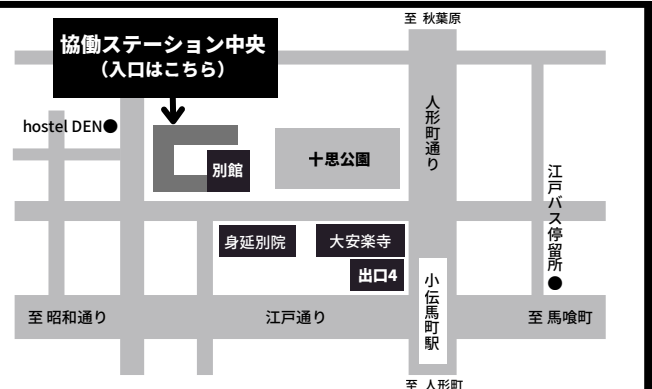 至 秋葉原
協働ステーション中央
（入口はこちら）
人形町通り
hostel DEN●
別館
十思公園
江戸バス停留所●
身延別院
大安楽寺
出口4
小伝馬町駅
至 昭和通り
江戸通り
至 馬喰町
至 人形町